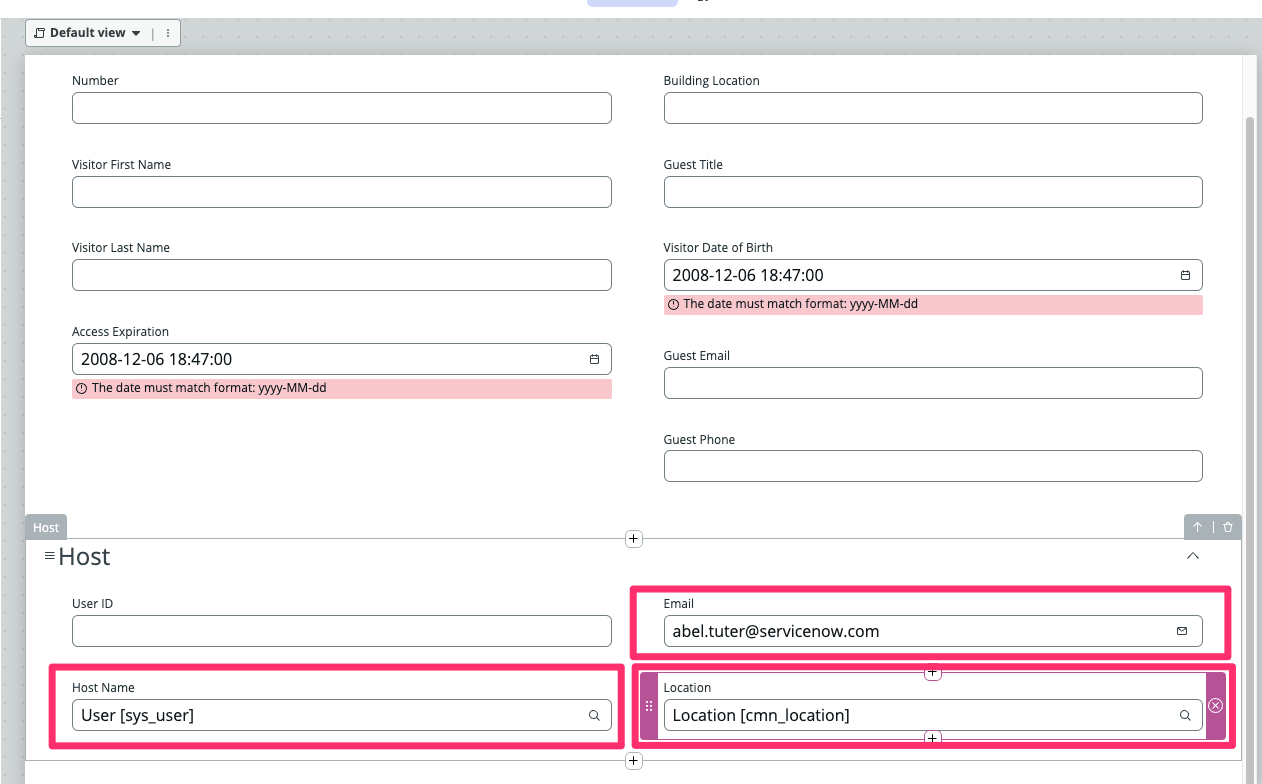 Default view
Number
Building Location
Visitor First Name
Guest Title
Visitor Last Name
Visitor Date of Birth
2008-12-06 18:47:00
The date must match format: yyyy-MM-dd
Access Expiration
2008-12-06 18:47:00
The date must match format: yyyy-MM-dd
Guest Email
Guest Phone
Host
Host
User ID
Email
abel.tuter@servicenow.com
Host Name
User [sys_user]
Location
Location [cmn_location]